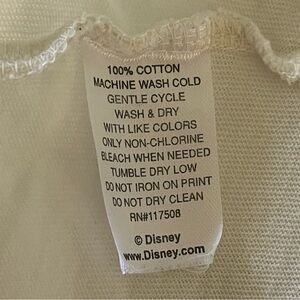 100% COTTON
MACHINE WASH COLD
GENTLE CYCLE
WASH & DRY
WITH LIKE COLORS
ONLY NON-CHLORINE
BLEACH WHEN NEEDED
TUMBLE DRY LOW
DO NOT IRON ON PRINT
DO NOT DRY CLEAN
RN#117508
© Disney
www.Disney.com